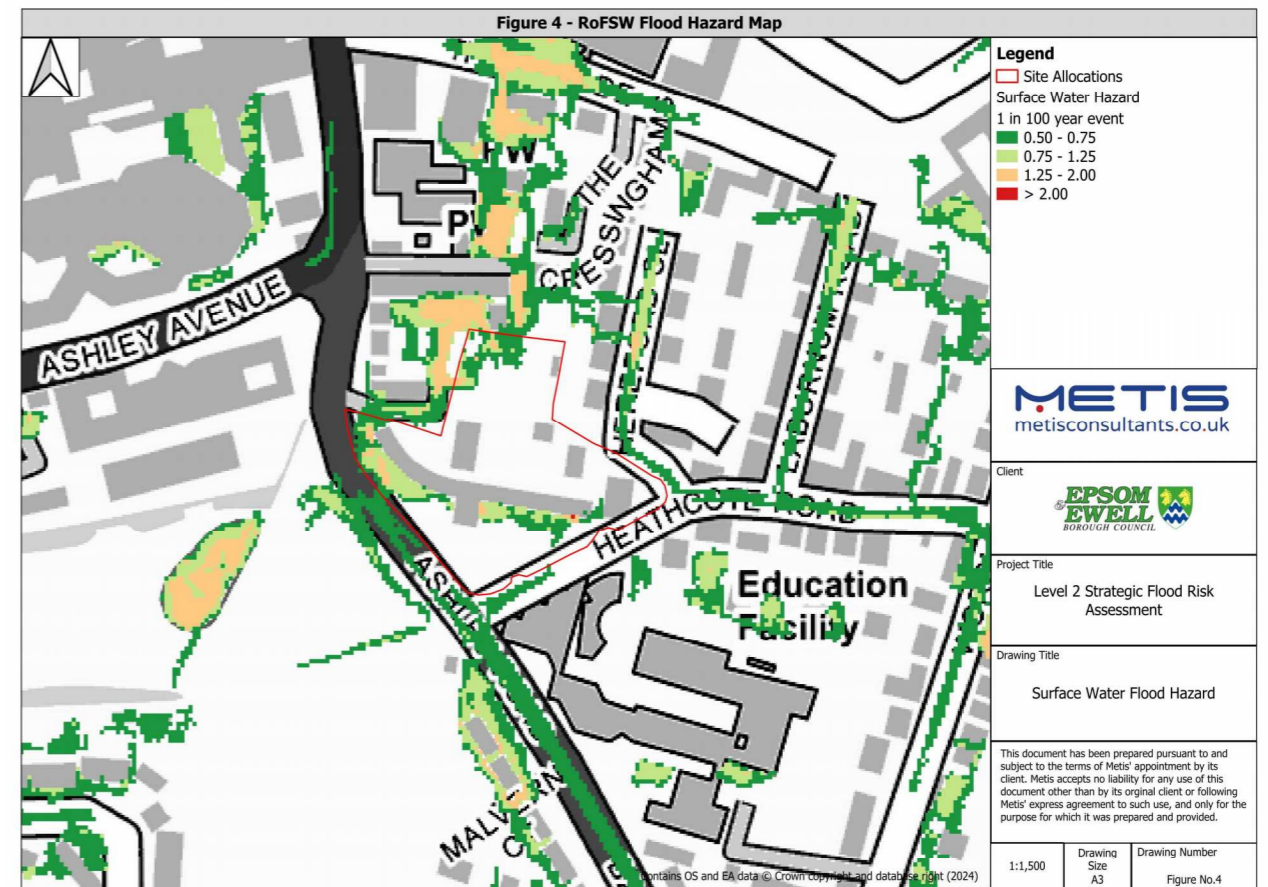 Figure 4 - RoFSW Flood Hazard Map
Legend
Site Allocations
Surface Water Hazard
1 in 100 year event
0.50 - 0.75
0.75 - 1.25
1.25 - 2.00
> 2.00
PW
THE
CRESSINGHAMS
ASHLEY AVENUE
HEATHCOTE ROAD
LABURNUM ROAD
Education
Facility
ASHLEY
MALVERN
CT
Contains OS and EA data © Crown copyright and database right (2024)
METIS
metisconsultants.co.uk
Client
EPSOM
& EWELL
BOROUGH COUNCIL
Project Title
Level 2 Strategic Flood Risk
Assessment
Drawing Title
Surface Water Flood Hazard
This document has been prepared pursuant to and
subject to the terms of Metis' appointment by its
client. Metis accepts no liability for any use of this
document other than by its orginal client or following
Metis' express agreement to such use, and only for the
purpose for which it was prepared and provided.
1:1,500
Drawing
Size
A3
Drawing Number
Figure No.4